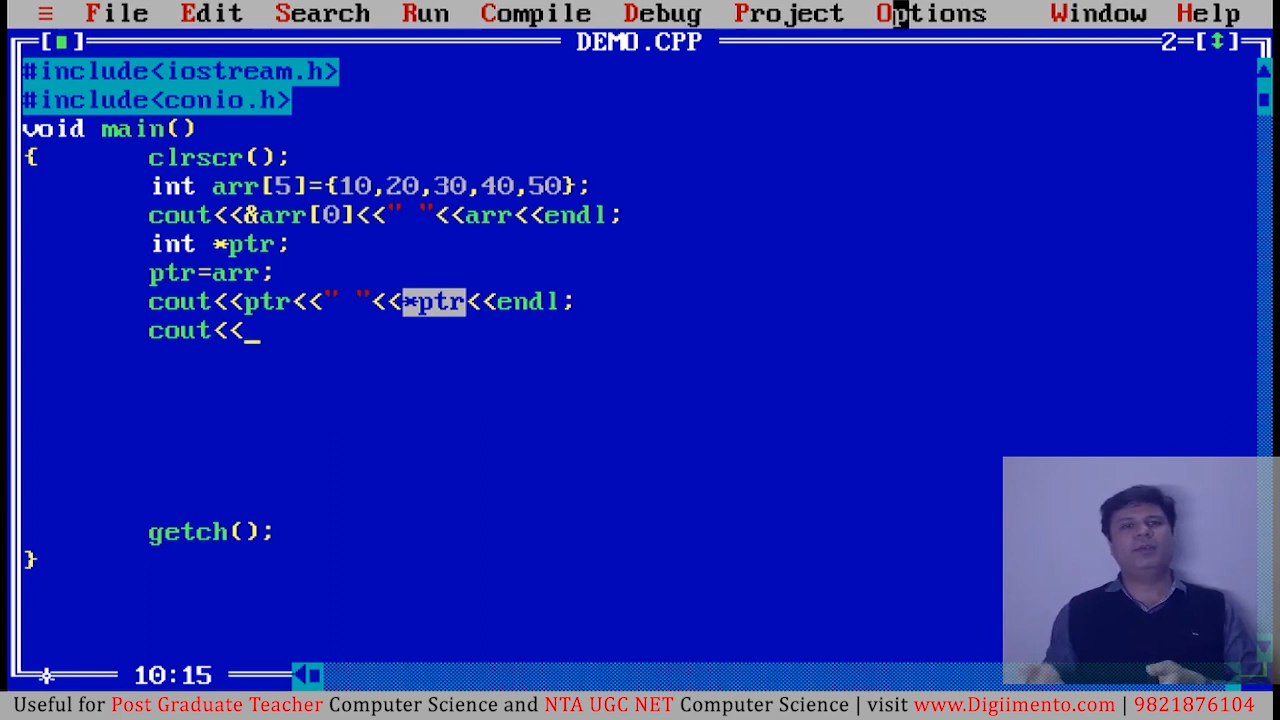 ≡ File Edit Search Run Compile Debug Project Options Window Help
[■] DEMO.CPP 2=[↕]
#include<iostream.h>
#include<conio.h>
void main()
{ clrscr();
int arr[5]={10,20,30,40,50};
cout<<&arr[0]<<" "<<arr<<endl;
int *ptr;
ptr=arr;
cout<<ptr<<" "<<*ptr<<endl;
cout<<_
getch();
}
10:15
Useful for Post Graduate Teacher Computer Science and NTA UGC NET Computer Science | visit www.Digiimento.com | 9821876104